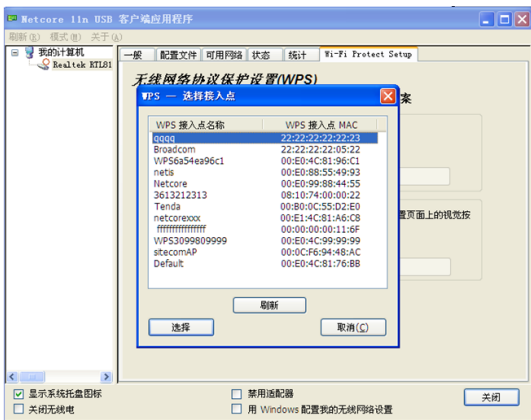 Netcore 11n USB 客户端应用程序
刷新(R) 模式(M) 关于(A)
我的计算机
Realtek RTL81
一般 配置文件 可用网络 状态 统计 Wi-Fi Protect Setup
无线网络协议保护设置(WPS)
案
WPS — 选择接入点
WPS 接入点名称 WPS 接入点 MAC
qqqq 22:22:22:22:22:23
Broadcom 22:22:22:22:05:22
WPS6a54ea96c1 00:E0:4C:81:96:C1
netis 00:E0:88:55:49:93
Netcore 00:E0:99:88:44:55
3613212313 08:10:74:00:00:22
Tenda 00:B0:0C:55:D2:E0
netcorexxx 00:E1:4C:81:A6:C8
00:00:00:00:11:6F
WPS3099809999 00:E0:4C:99:99:99
sitecomAP 00:0C:F6:94:48:AC
Default 00:E0:4C:81:76:BB
置页面上的视觉按
刷新
选择 取消(C)
显示系统托盘图标 禁用适配器
关闭无线电 用 Windows 配置我的无线网络设置
关闭